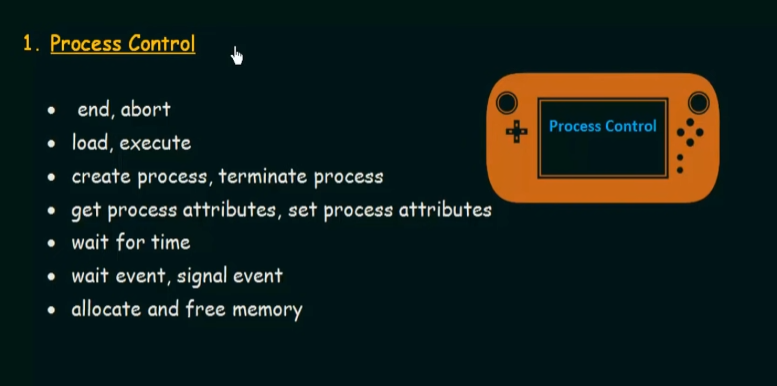 1. Process Control
• end, abort
• load, execute
• create process, terminate process
• get process attributes, set process attributes
• wait for time
• wait event, signal event
• allocate and free memory
Process Control